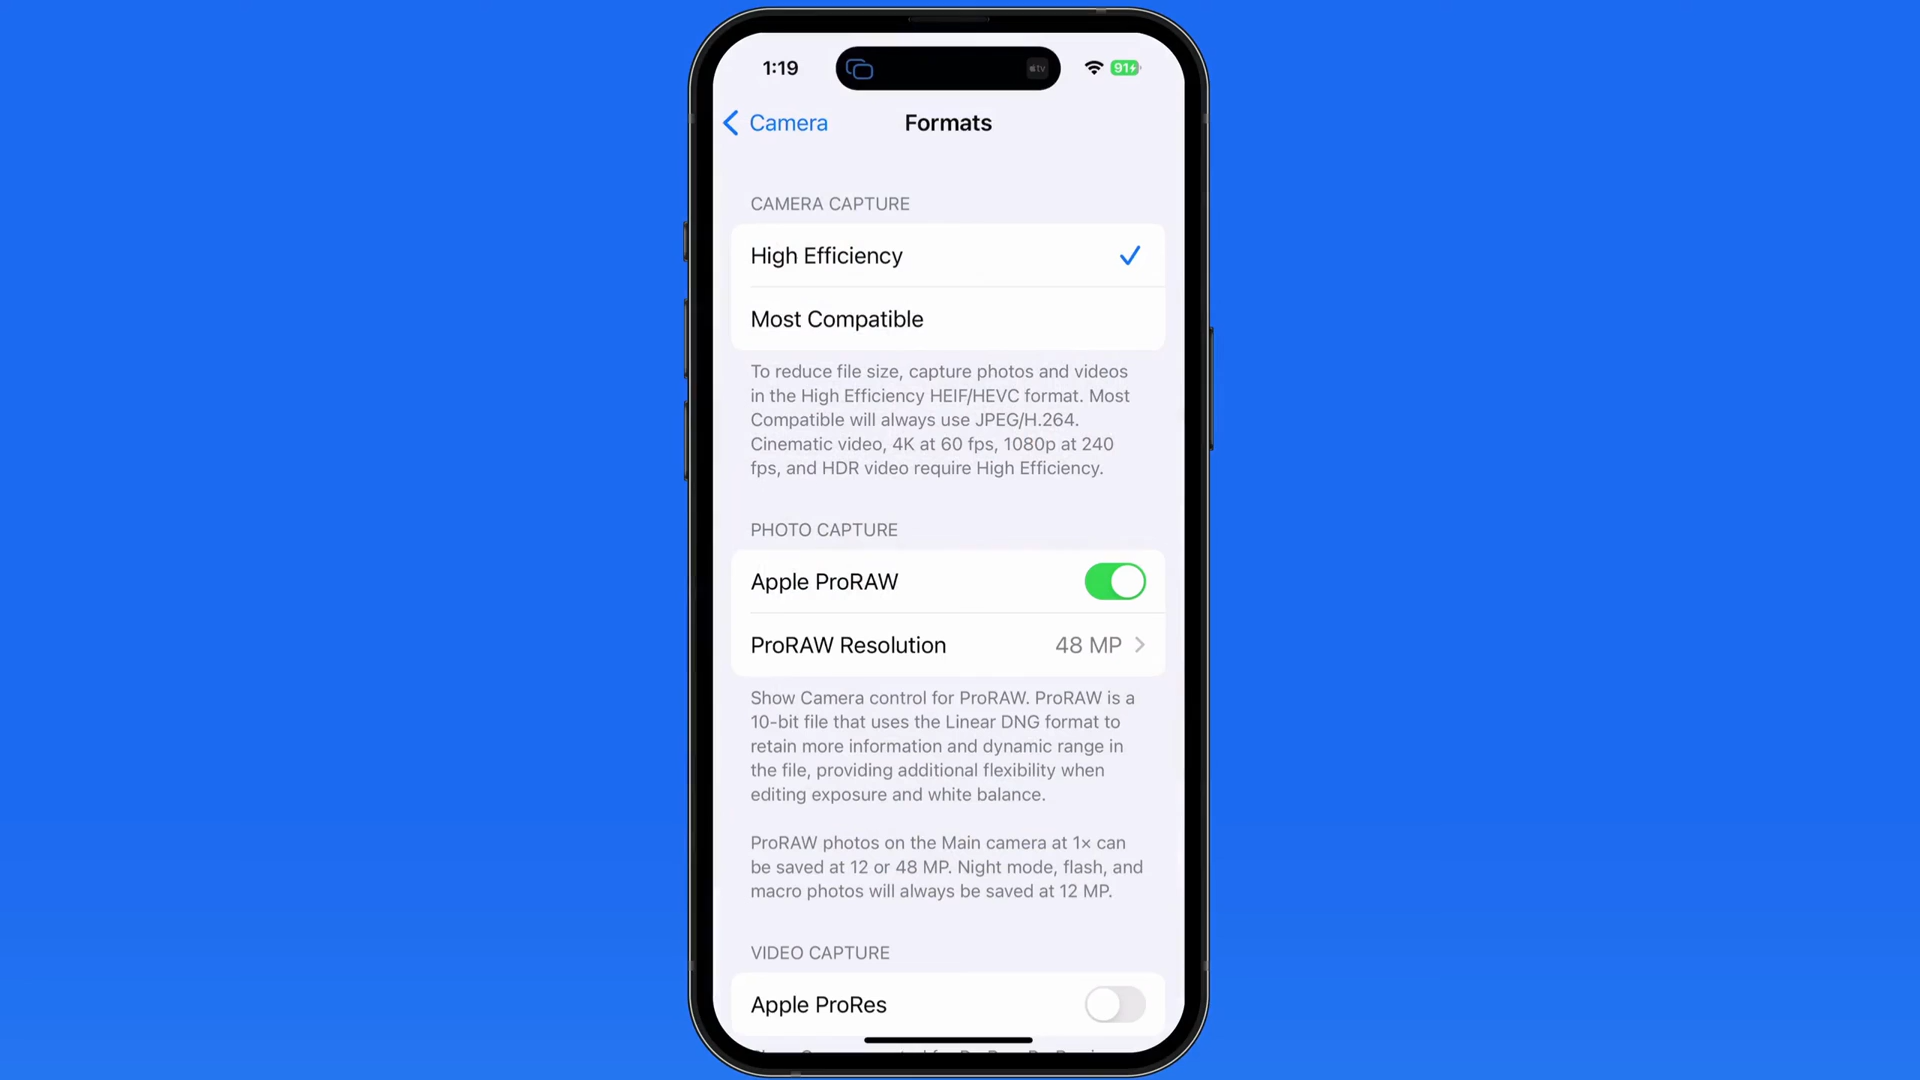 1:19
tv
91
Camera
Formats
CAMERA CAPTURE
High Efficiency
Most Compatible
To reduce file size, capture photos and videos
in the High Efficiency HEIF/HEVC format. Most
Compatible will always use JPEG/H.264.
Cinematic video, 4K at 60 fps, 1080p at 240
fps, and HDR video require High Efficiency.
PHOTO CAPTURE
Apple ProRAW
ProRAW Resolution 48 MP
Show Camera control for ProRAW. ProRAW is a
10-bit file that uses the Linear DNG format to
retain more information and dynamic range in
the file, providing additional flexibility when
editing exposure and white balance.
ProRAW photos on the Main camera at 1× can
be saved at 12 or 48 MP. Night mode, flash, and
macro photos will always be saved at 12 MP.
VIDEO CAPTURE
Apple ProRes